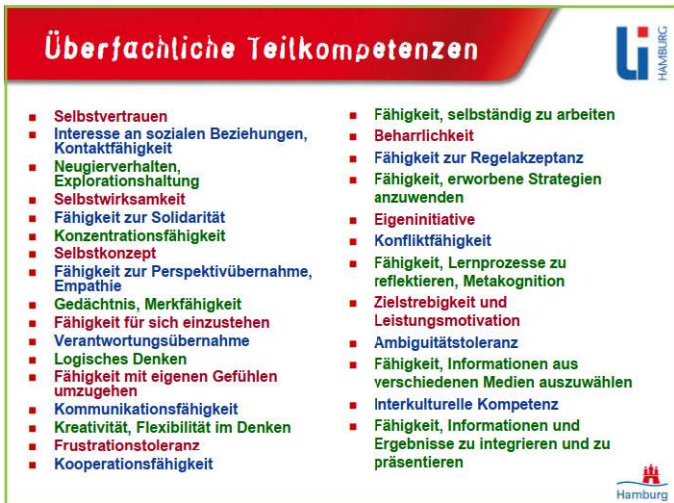 Überfachliche Teilkompetenzen
Li
HAMBURG
■ Selbstvertrauen
■ Interesse an sozialen Beziehungen,
Kontaktfähigkeit
■ Neugierverhalten,
Explorationshaltung
■ Selbstwirksamkeit
■ Fähigkeit zur Solidarität
■ Konzentrationsfähigkeit
■ Selbstkonzept
■ Fähigkeit zur Perspektivübernahme,
Empathie
■ Gedächtnis, Merkfähigkeit
■ Fähigkeit für sich einzustehen
■ Verantwortungsübernahme
■ Logisches Denken
■ Fähigkeit mit eigenen Gefühlen
umzugehen
■ Kommunikationsfähigkeit
■ Kreativität, Flexibilität im Denken
■ Frustrationstoleranz
■ Kooperationsfähigkeit
■ Fähigkeit, selbständig zu arbeiten
■ Beharrlichkeit
■ Fähigkeit zur Regelakzeptanz
■ Fähigkeit, erworbene Strategien
anzuwenden
■ Eigeninitiative
■ Konfliktfähigkeit
■ Fähigkeit, Lernprozesse zu
reflektieren, Metakognition
■ Zielstrebigkeit und
Leistungsmotivation
■ Ambiguitätstoleranz
■ Fähigkeit, Informationen aus
verschiedenen Medien auszuwählen
■ Interkulturelle Kompetenz
■ Fähigkeit, Informationen und
Ergebnisse zu integrieren und zu
präsentieren
Hamburg